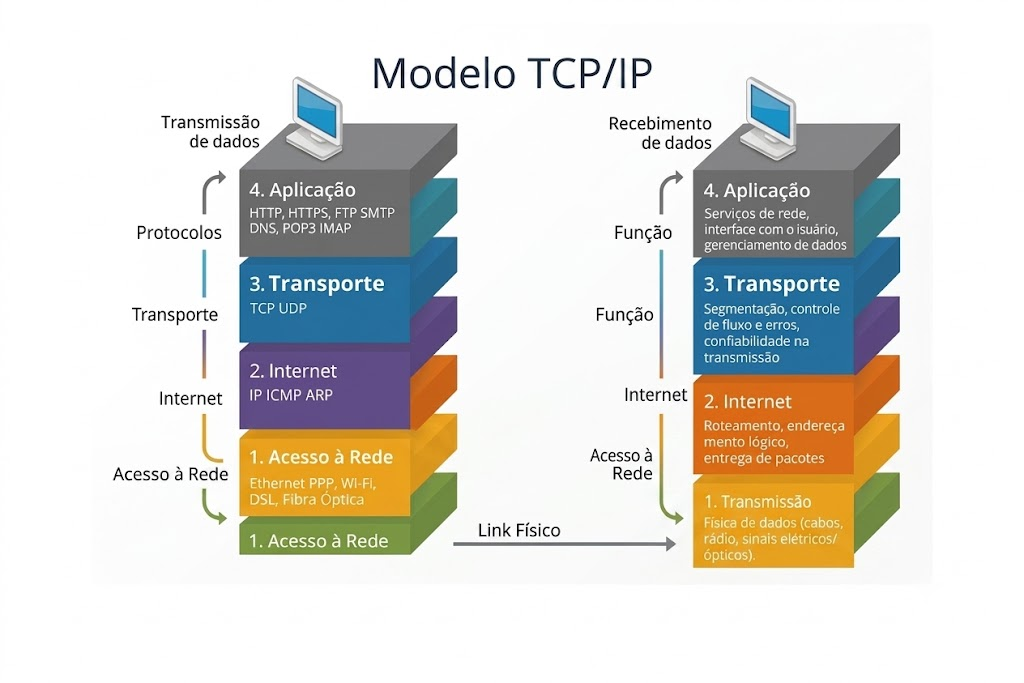 Modelo TCP/IP
Transmissão
de dados
Protocolos
Transporte
Internet
Acesso à Rede
4. Aplicação
HTTP, HTTPS, FTP SMTP
DNS, POP3 IMAP
3. Transporte
TCP UDP
2. Internet
IP ICMP ARP
1. Acesso à Rede
Ethernet PPP, WI-FI,
DSL, Fibra Óptica
1. Acesso à Rede
Link Físico
Recebimento
de dados
Função
Função
Internet
Acesso à
Rede
4. Aplicação
Serviços de rede,
interface com o isuário,
gerenciamento de dados
3. Transporte
Segmentação, controle
de fluxo e erros,
confiabilidade na
transmissão
2. Internet
Roteamento, endereça
mento lógico,
entrega de pacotes
1. Transmissão
Física de dados (cabos,
rádio, sinais elétricos/
ópticos).